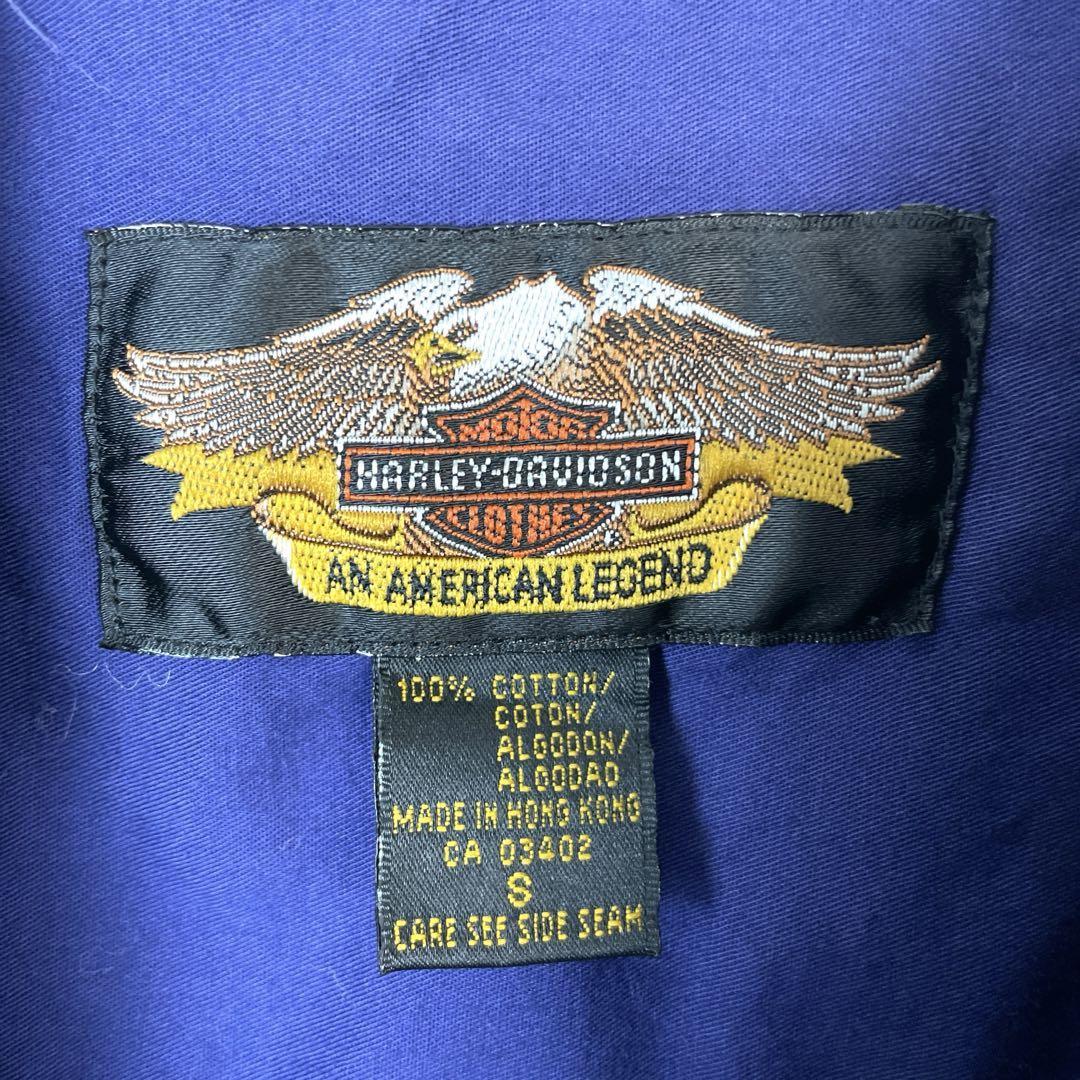 MOTOR
HARLEY-DAVIDSON
CLOTHES
®
AN AMERICAN LEGEND
100% COTTON/
COTON/
ALGODON/
ALGODAO
MADE IN HONG KONG
CA 03402
S
CARE SEE SIDE SEAM